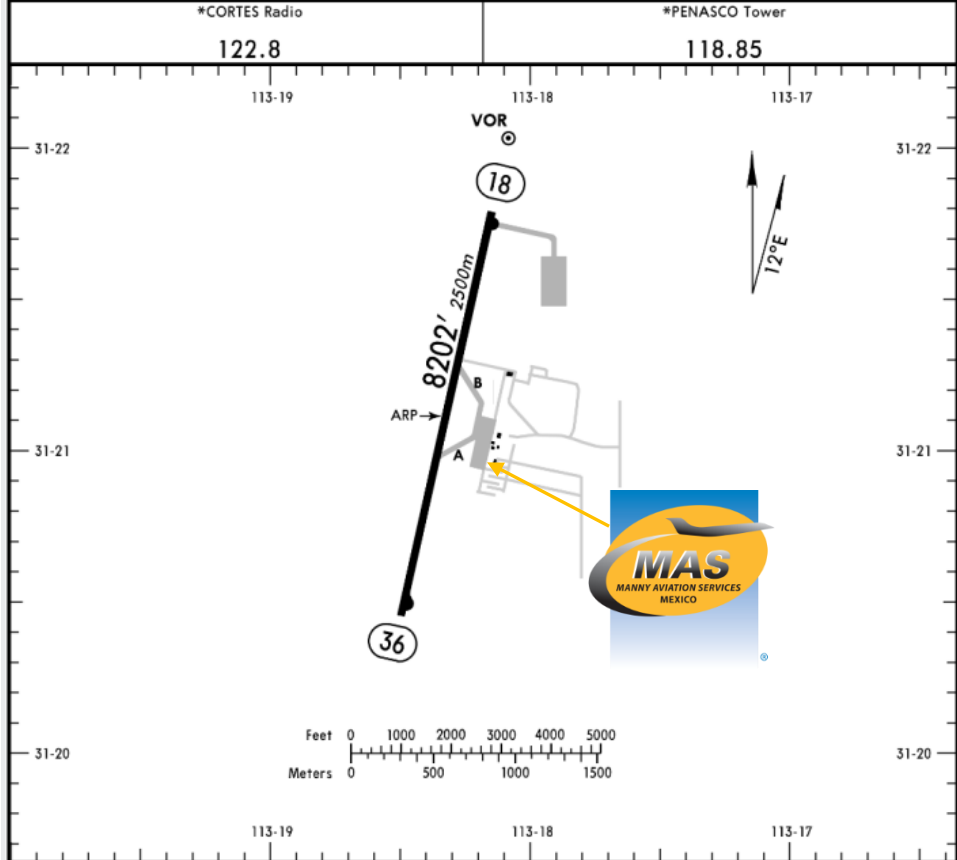 *CORTES Radio
122.8
*PENASCO Tower
118.85
113-19 113-18 113-17
VOR
31-22 31-22
18
12°E
8202' 2500m
B
ARP
31-21 31-21
A
MAS
MANNY AVIATION SERVICES
MEXICO
®
36
Feet 0 1000 2000 3000 4000 5000
31-20 31-20
Meters 0 500 1000 1500
113-19 113-18 113-17